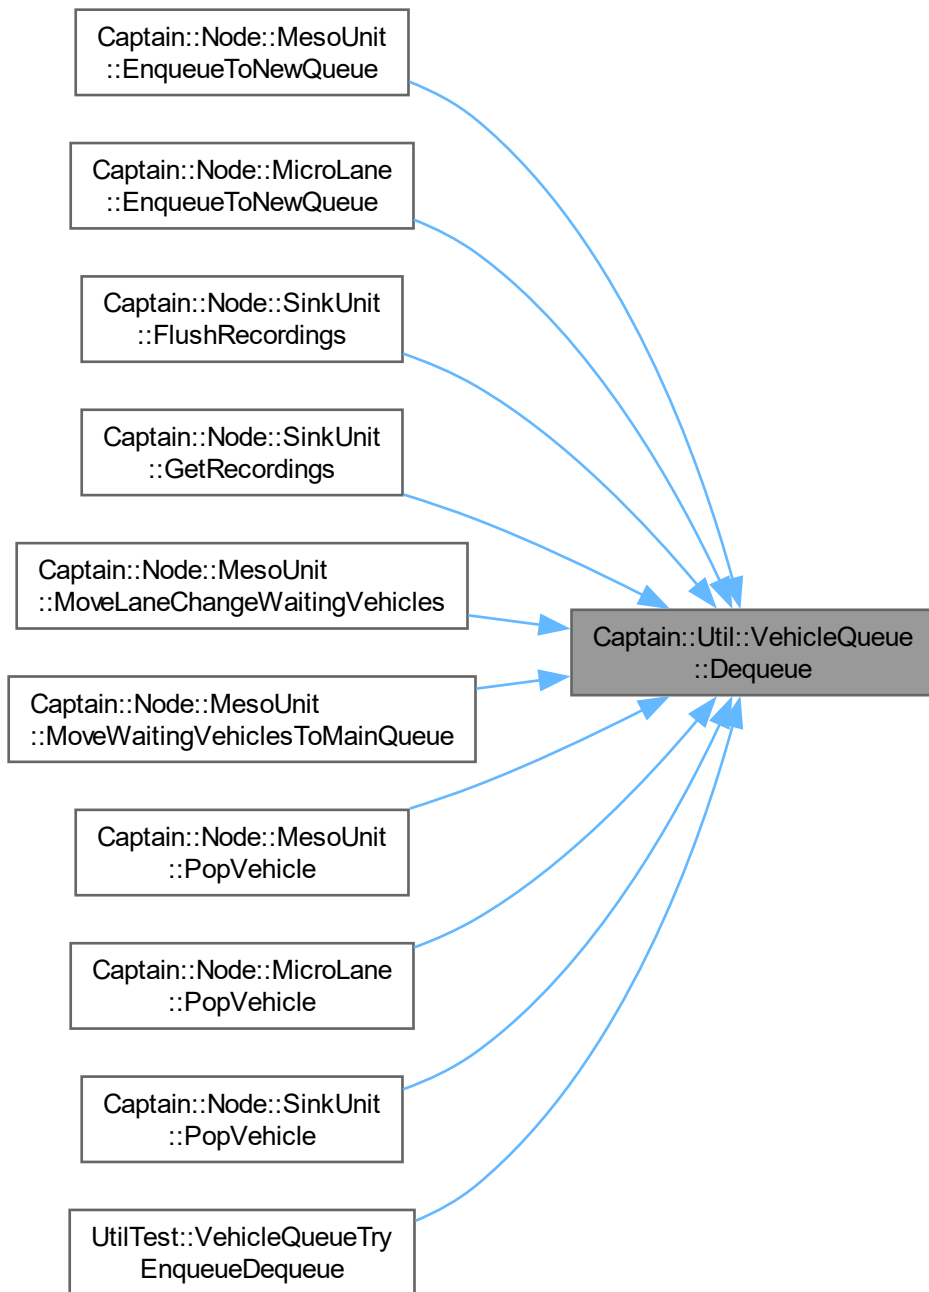 Captain::Node::MesoUnit
::EnqueueToNewQueue
Captain::Node::MicroLane
::EnqueueToNewQueue
Captain::Node::SinkUnit
::FlushRecordings
Captain::Node::SinkUnit
::GetRecordings
Captain::Node::MesoUnit
::MoveLaneChangeWaitingVehicles
Captain::Util::VehicleQueue
::Dequeue
Captain::Node::MesoUnit
::MoveWaitingVehiclesToMainQueue
Captain::Node::MesoUnit
::PopVehicle
Captain::Node::MicroLane
::PopVehicle
Captain::Node::SinkUnit
::PopVehicle
UtilTest::VehicleQueueTry
EnqueueDequeue